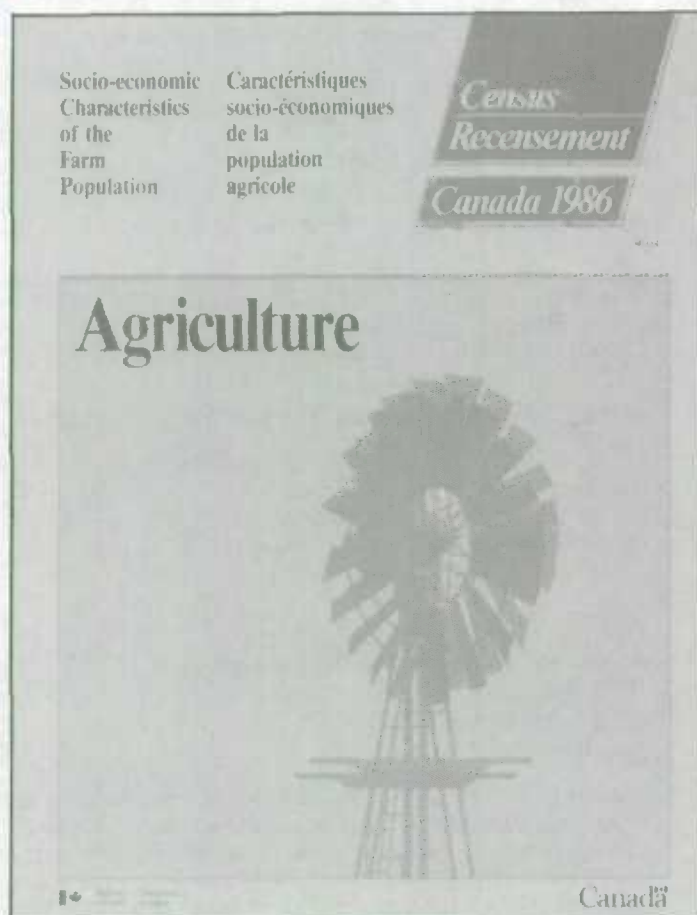 Socio-economic
Characteristics
of the
Farm
Population
Caractéristiques
socio-économiques
de la
population
agricole
Census
Recensement
Canada 1986
Agriculture
Canada